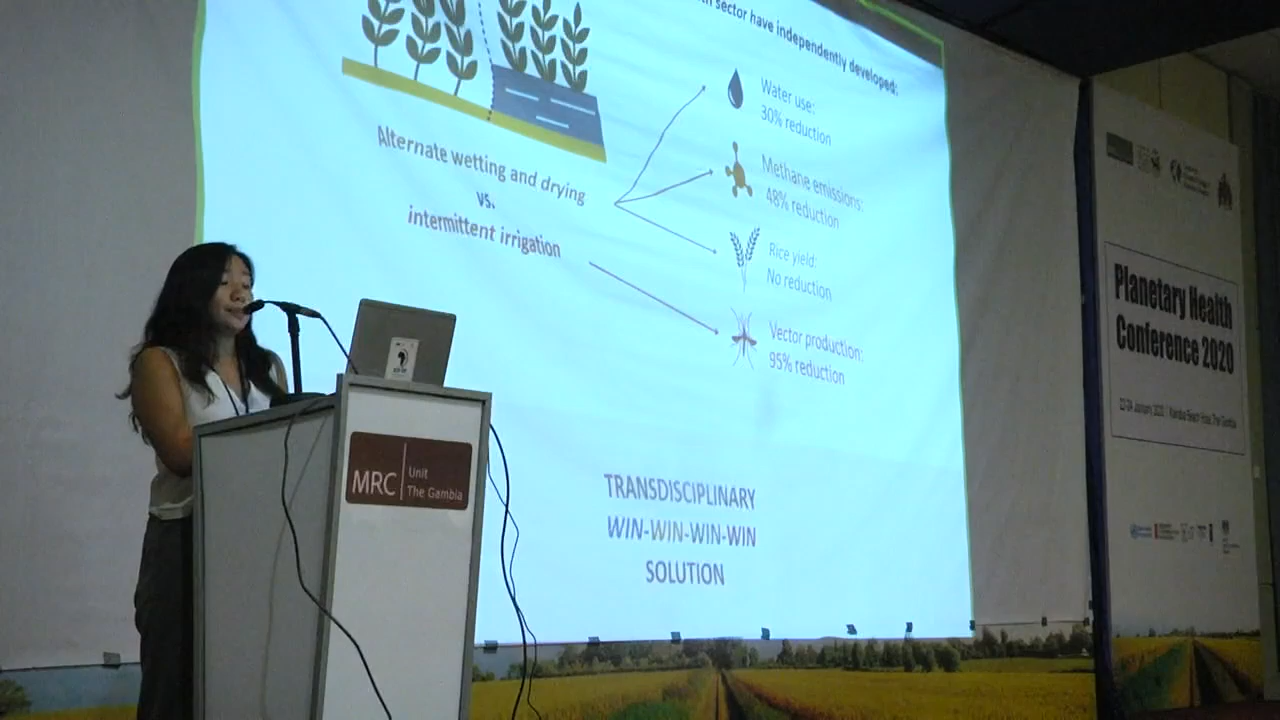 sector have independently developed:
Water use:
30% reduction
Methane emissions:
48% reduction
Rice yield:
No reduction
Vector production:
95% reduction
Alternate wetting and drying
vs.
intermittent irrigation
TRANSDISCIPLINARY
WIN-WIN-WIN-WIN
SOLUTION
MRC
Unit
The Gambia
Planetary Health
Conference 2020